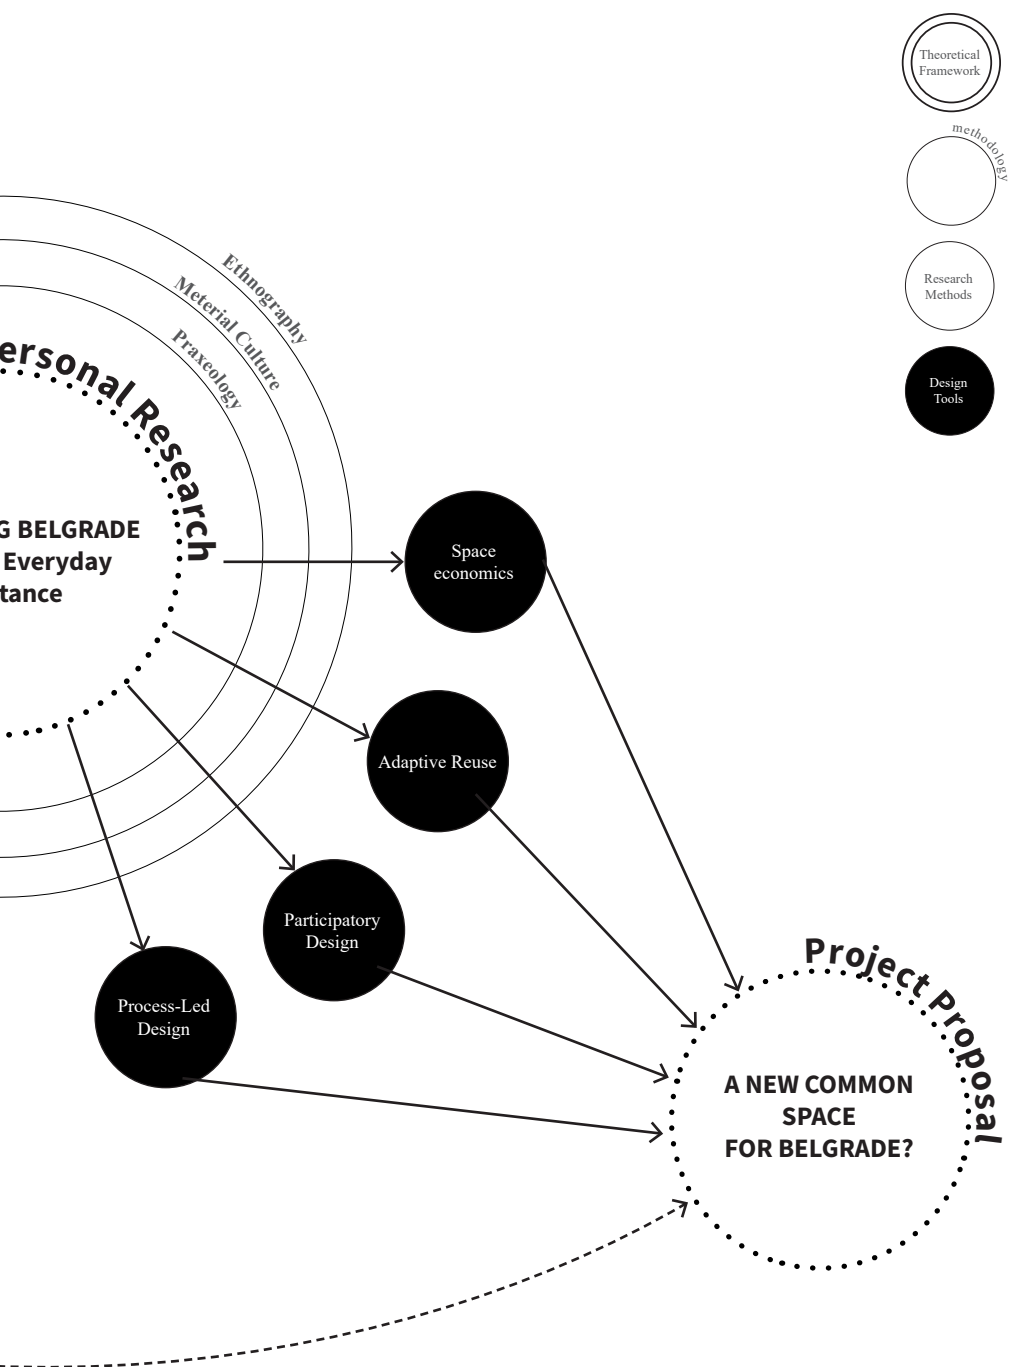 Theoretical
Framework
methodology
Research
Methods
Design
Tools
Ethnography
Meterial Culture
Praxeology
ersonal Research
G BELGRADE
Everyday
tance
Space
economics
Adaptive Reuse
Participatory
Design
Process-Led
Design
Project Proposal
A NEW COMMON
SPACE
FOR BELGRADE?